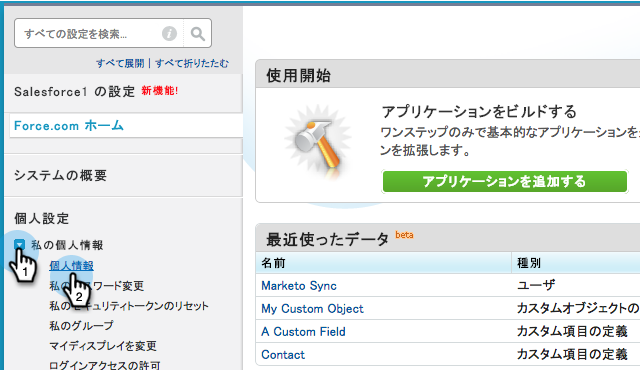 すべての設定を検索...
すべて展開 | すべて折りたたむ
Salesforce1 の設定 新機能!
Force.com ホーム
システムの概要
個人設定
私の個人情報
1
個人情報
2
私の スワード変更
私のセキュリティトークンのリセット
私のグループ
マイディスプレイを変更
ログインアクセスの許可
使用開始
アプリケーションをビルドする
ワンステップのみで基本的なアプリケーションを
ンを拡張します。
アプリケーションを追加する
最近使ったデータ beta
名前 種別
Marketo Sync ユーザ
My Custom Object カスタムオブジェクトの
A Custom Field カスタム項目の定義
Contact カスタム項目の定義